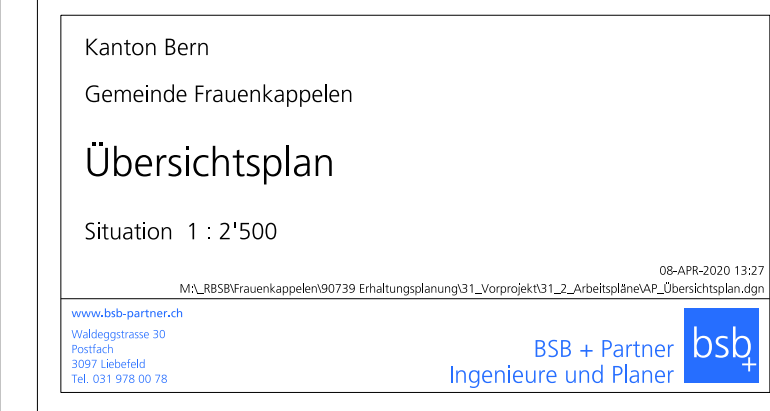 Kanton Bern
Gemeinde Frauenkappelen
Übersichtsplan
Situation 1 : 2'500
08-APR-2020 13:27
M:\_RBSB\Frauenkappelen\90739 Erhaltungsplanung\31_Vorprojekt\31_2_Arbeitspläne\AP_Übersichtsplan.dgn
www.bsb-partner.ch
Waldeggstrasse 30
Postfach
3097 Liebefeld
Tel. 031 978 00 78
BSB + Partner
Ingenieure und Planer
bsb+